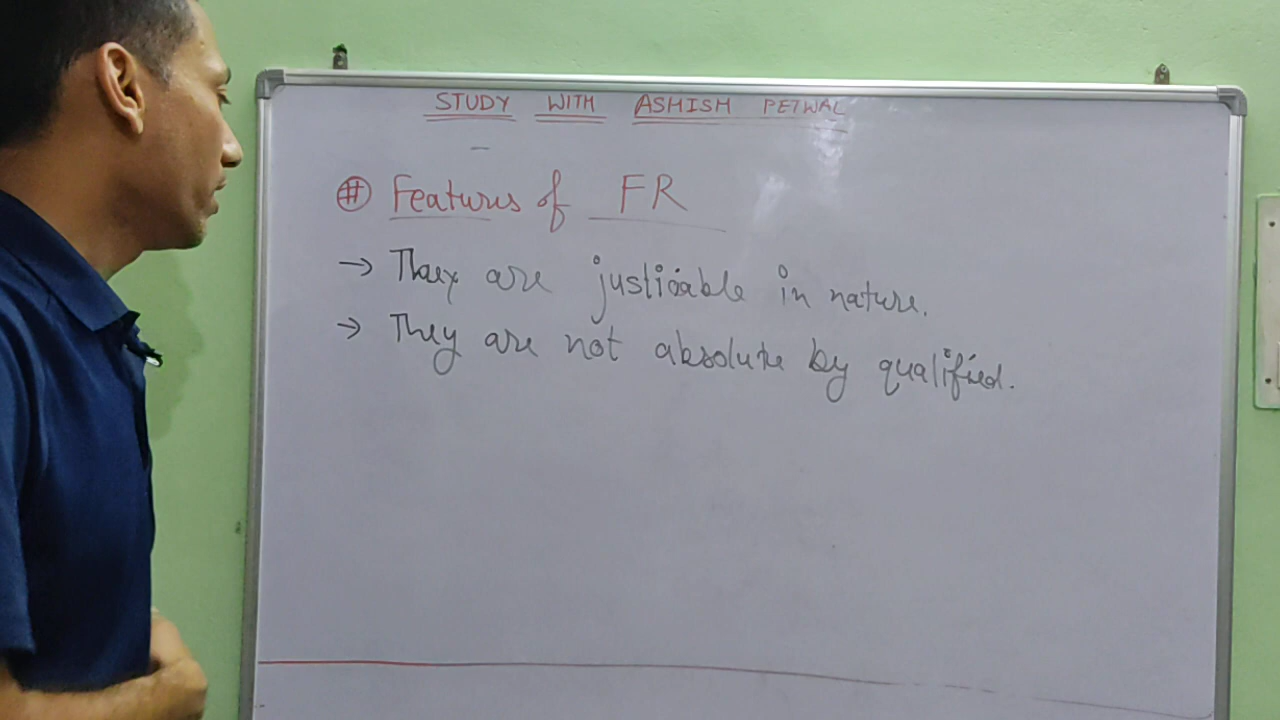 STUDY WITH ASHISH PETWAL
# Features of FR
→ They are justiciable in nature.
→ They are not absolute by qualified.